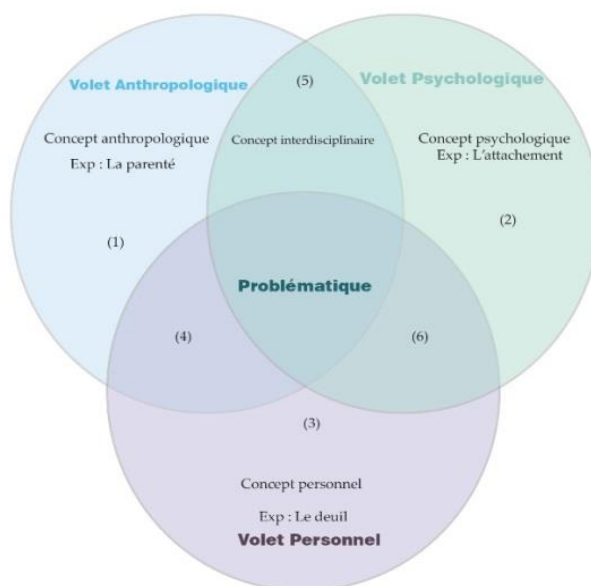 (5)
Volet Anthropologique
Volet Psychologique
Concept anthropologique
Exp : La parenté
Concept interdisciplinaire
Concept psychologique
Exp : L'attachement
(1)
(2)
Problématique
(4)
(6)
(3)
Concept personnel
Exp : Le deuil
Volet Personnel